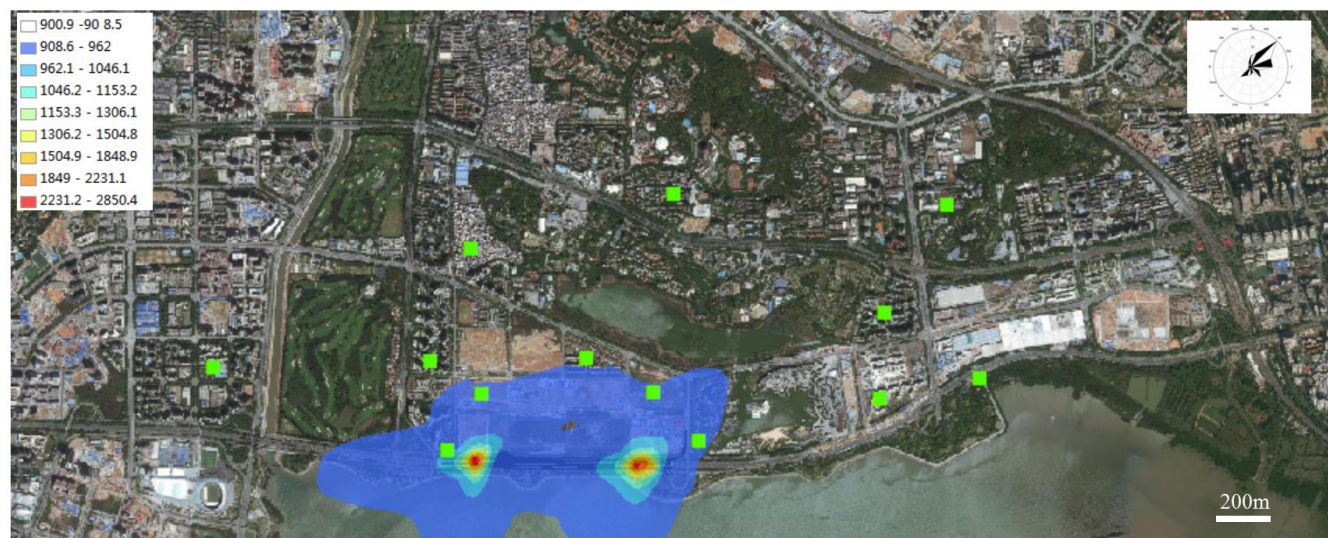 900.9 -90 8.5
908.6 - 962
962.1 - 1046.1
1046.2 - 1153.2
1153.3 - 1306.1
1306.2 - 1504.8
1504.9 - 1848.9
1849 - 2231.1
2231.2 - 2850.4
200m